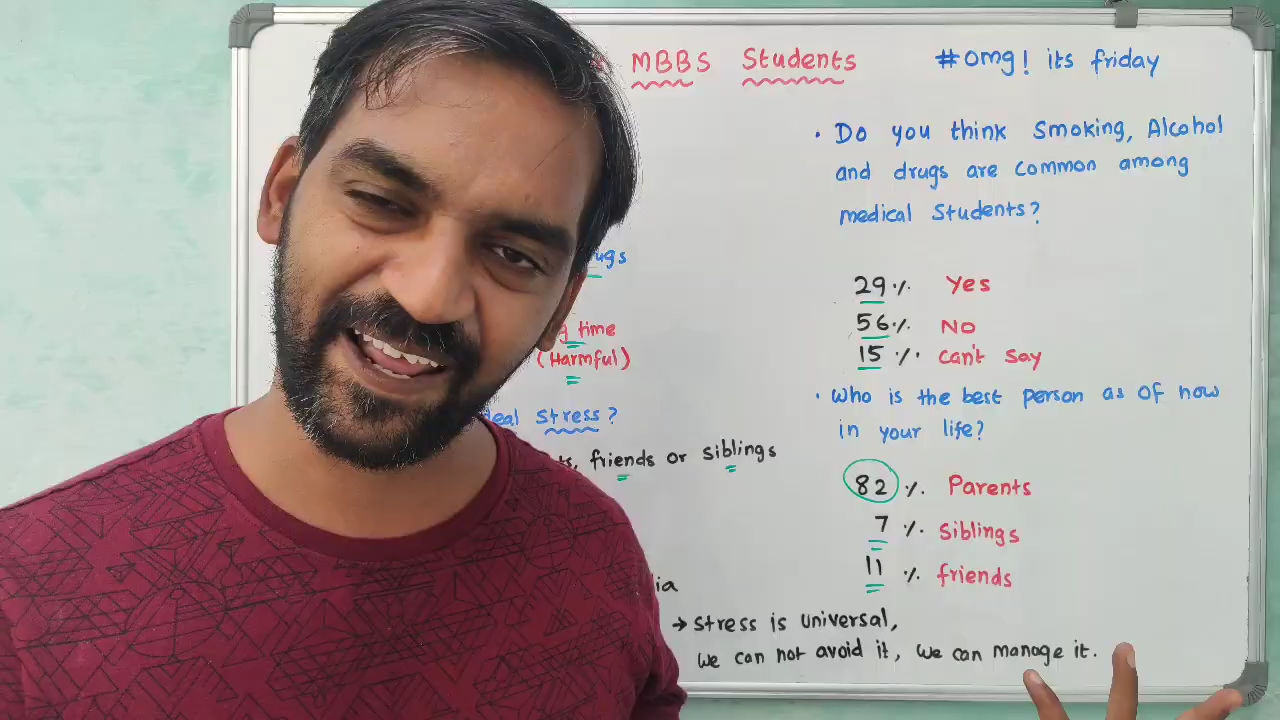 MBBS Students
#omg! its friday
• Do you think Smoking, Alcohol
and drugs are common among
medical Students?
29% Yes
56% NO
15% can't say
• Who is the best person as of now
in your life?
82% Parents
7% Siblings
11% friends
time
(Harmful)
stress?
friends or siblings
→ stress is universal,
we can not avoid it, we can manage it.